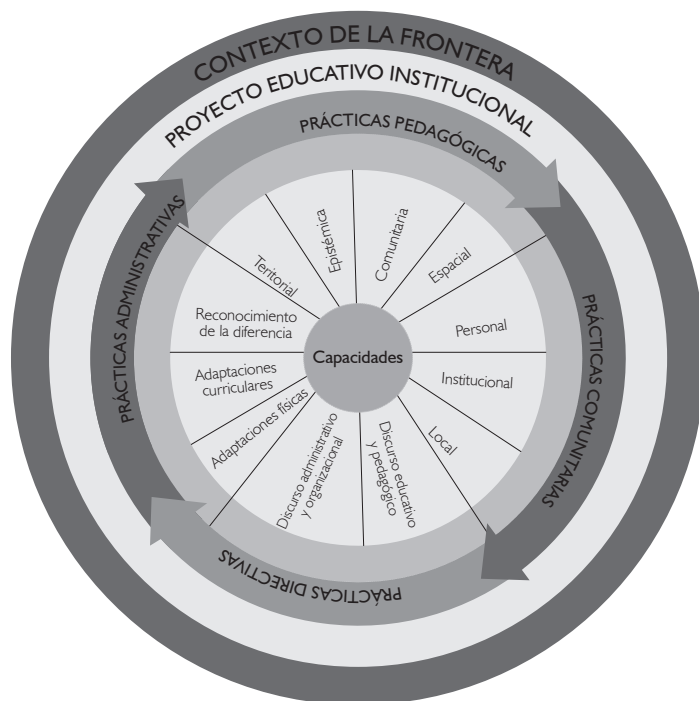 CONTEXTO DE LA FRONTERA
PROYECTO EDUCATIVO INSTITUCIONAL
PRÁCTICAS PEDAGÓGICAS
PRÁCTICAS COMUNITARIAS
PRÁCTICAS DIRECTIVAS
PRÁCTICAS ADMINISTRATIVAS
Capacidades
Epistémica
Comunitaria
Espacial
Personal
Institucional
Local
Discurso educativo
y pedagógico
Discurso administrativo
y organizacional
Adaptaciones físicas
Adaptaciones
curriculares
Reconocimiento
de la diferencia
Teritorial